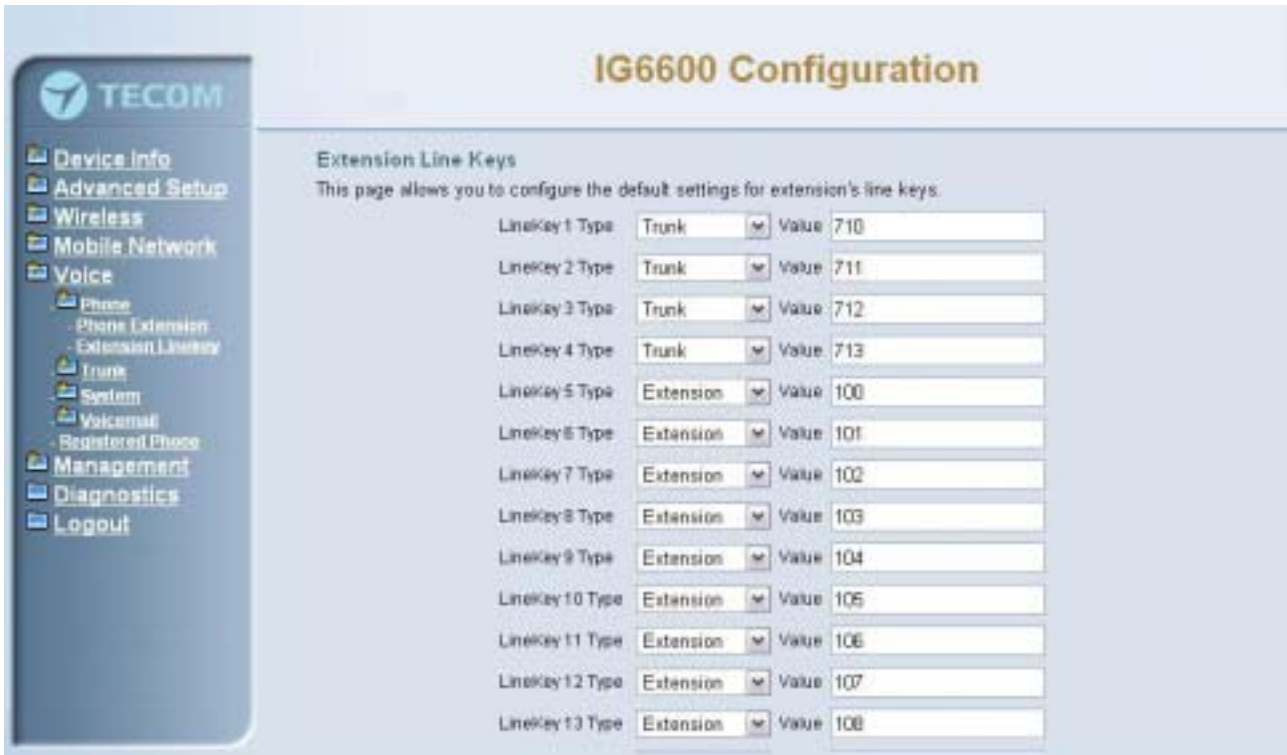 TECOM
IG6600 Configuration
Device Info
Advanced Setup
Wireless
Mobile Network
Voice
Phone
- Phone Extension
- Extension Linekey
Trunk
System
Voicemail
- Registered Phone
Management
Diagnostics
Logout
Extension Line Keys
This page allows you to configure the default settings for extension's line keys.
LineKey 1 Type Trunk Value 710
LineKey 2 Type Trunk Value 711
LineKey 3 Type Trunk Value 712
LineKey 4 Type Trunk Value 713
LineKey 5 Type Extension Value 100
LineKey 6 Type Extension Value 101
LineKey 7 Type Extension Value 102
LineKey 8 Type Extension Value 103
LineKey 9 Type Extension Value 104
LineKey 10 Type Extension Value 105
LineKey 11 Type Extension Value 106
LineKey 12 Type Extension Value 107
LineKey 13 Type Extension Value 108